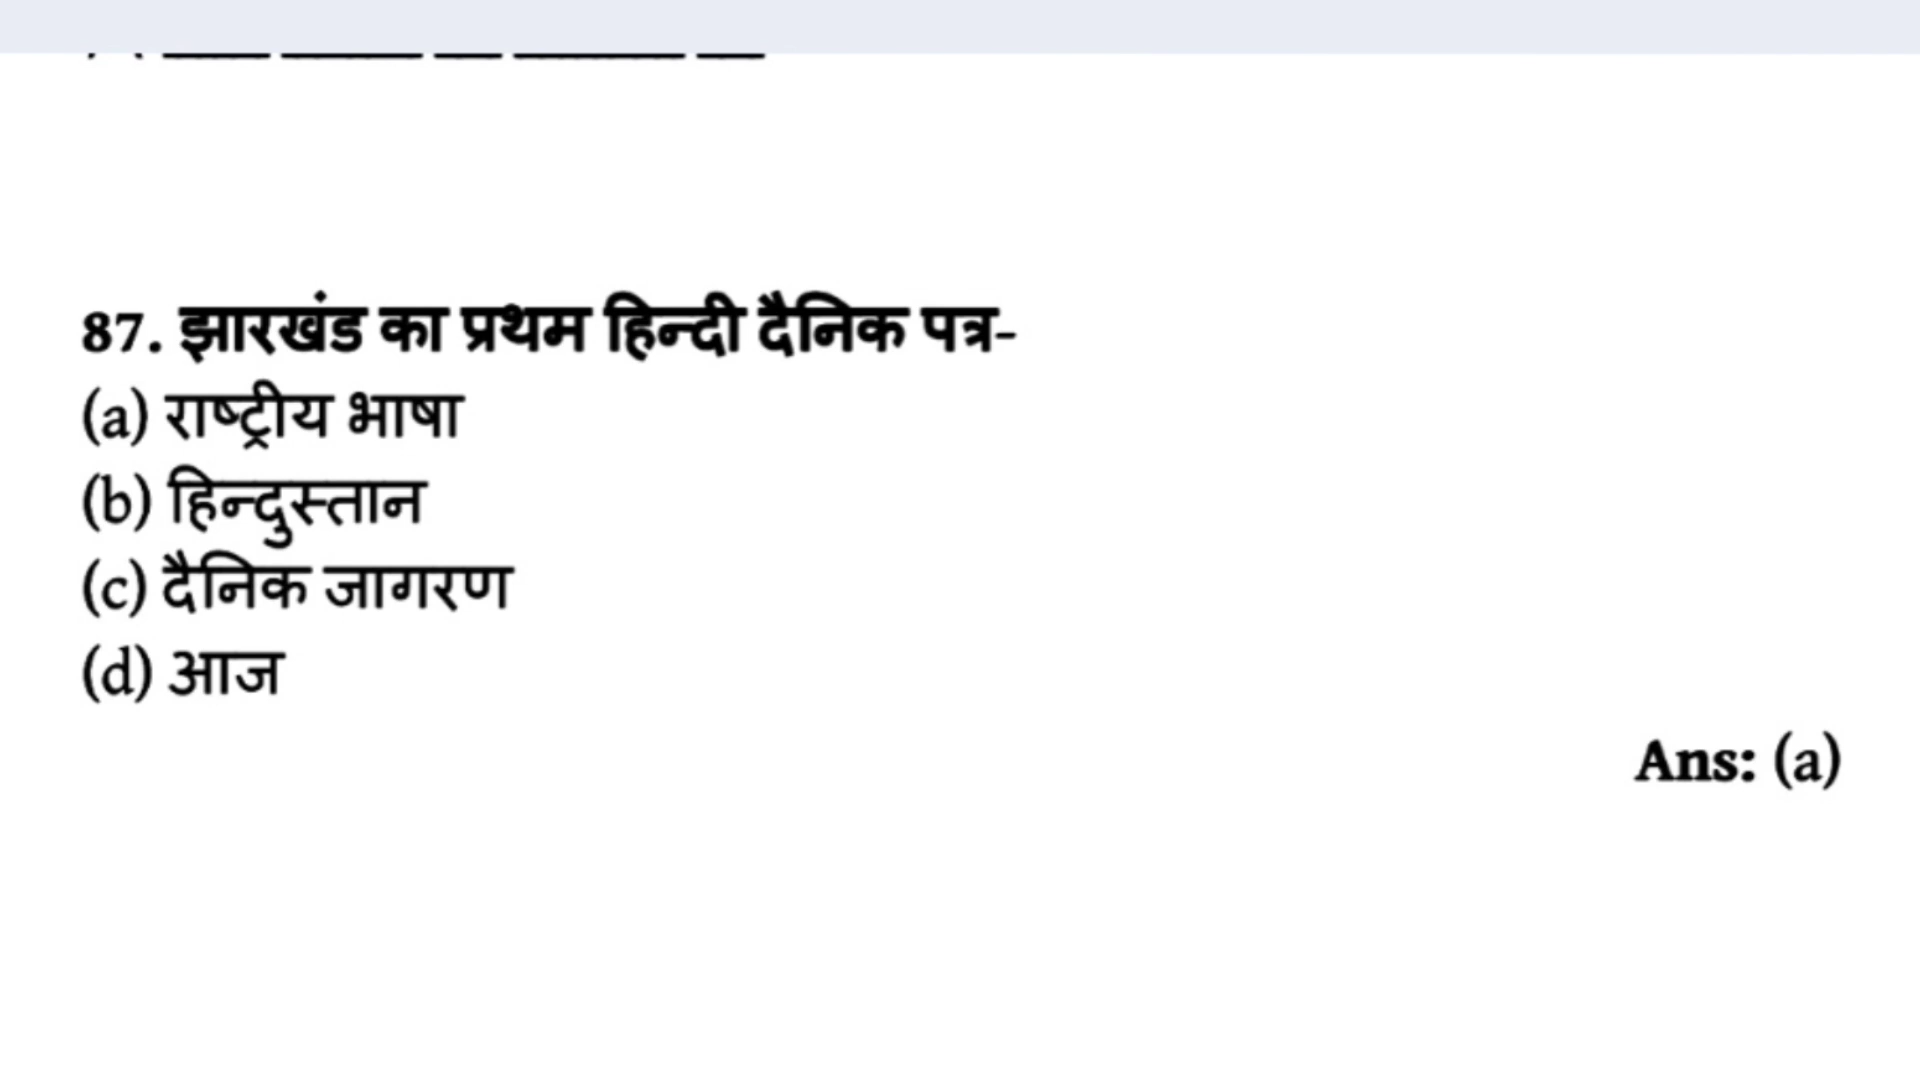 87. झारखंड का प्रथम हिन्दी दैनिक पत्र-
(a) राष्ट्रीय भाषा
(b) हिन्दुस्तान
(c) दैनिक जागरण
(d) आज
Ans: (a)